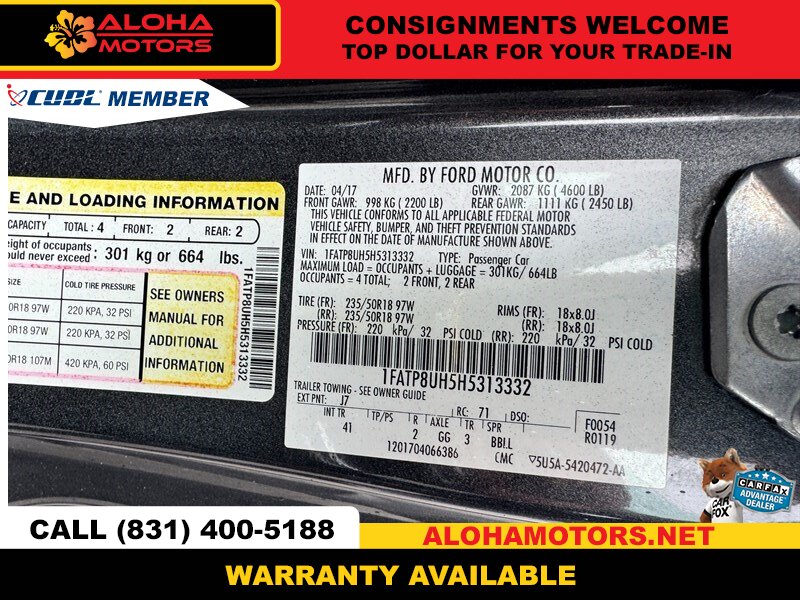 ALOHA
MOTORS
CONSIGNMENTS WELCOME
TOP DOLLAR FOR YOUR TRADE-IN
CUDL MEMBER
E AND LOADING INFORMATION
CAPACITY TOTAL: 4 FRONT: 2 REAR: 2
eight of occupants
ould never exceed: 301 kg or 664 lbs.
SIZE COLD TIRE PRESSURE
0R18 97W 220 KPA, 32 PSI
0R18 97W 220 KPA, 32 PSI
R18 107M 420 KPA, 60 PSI
SEE OWNERS
MANUAL FOR
ADDITIONAL
INFORMATION
1FATP8UH5H5313332
MFD. BY FORD MOTOR CO.
DATE: 04/17 GVWR: 2087 KG ( 4600 LB)
FRONT GAWR: 998 KG ( 2200 LB) REAR GAWR: 1111 KG ( 2450 LB)
THIS VEHICLE CONFORMS TO ALL APPLICABLE FEDERAL MOTOR
VEHICLE SAFETY, BUMPER, AND THEFT PREVENTION STANDARDS
IN EFFECT ON THE DATE OF MANUFACTURE SHOWN ABOVE.
VIN: 1FATP8UH5H5313332 TYPE: Passenger Car
MAXIMUM LOAD = OCCUPANTS + LUGGAGE = 301KG/ 664LB
OCCUPANTS = 4 TOTAL; 2 FRONT, 2 REAR
TIRE (FR): 235/50R18 97W RIMS (FR): 18x8.0J
(RR): 235/50R18 97W (RR): 18x8.0J
PRESSURE (FR): 220 kPa/ 32 PSI COLD (RR): 220 kPa/ 32 PSI COLD
1FATP8UH5H5313332
TRAILER TOWING - SEE OWNER GUIDE
EXT PNT: J7 RC: 71 DSO:
INT TR TP/PS R AXLE TR SPR
41 2 GG 3 BBLL
F0054
R0119
1201704066386
CMC 5U5A-5420472-AA
CAR
FOX
CARFAX
ADVANTAGE
DEALER
CALL (831) 400-5188
ALOHAMOTORS.NET
WARRANTY AVAILABLE